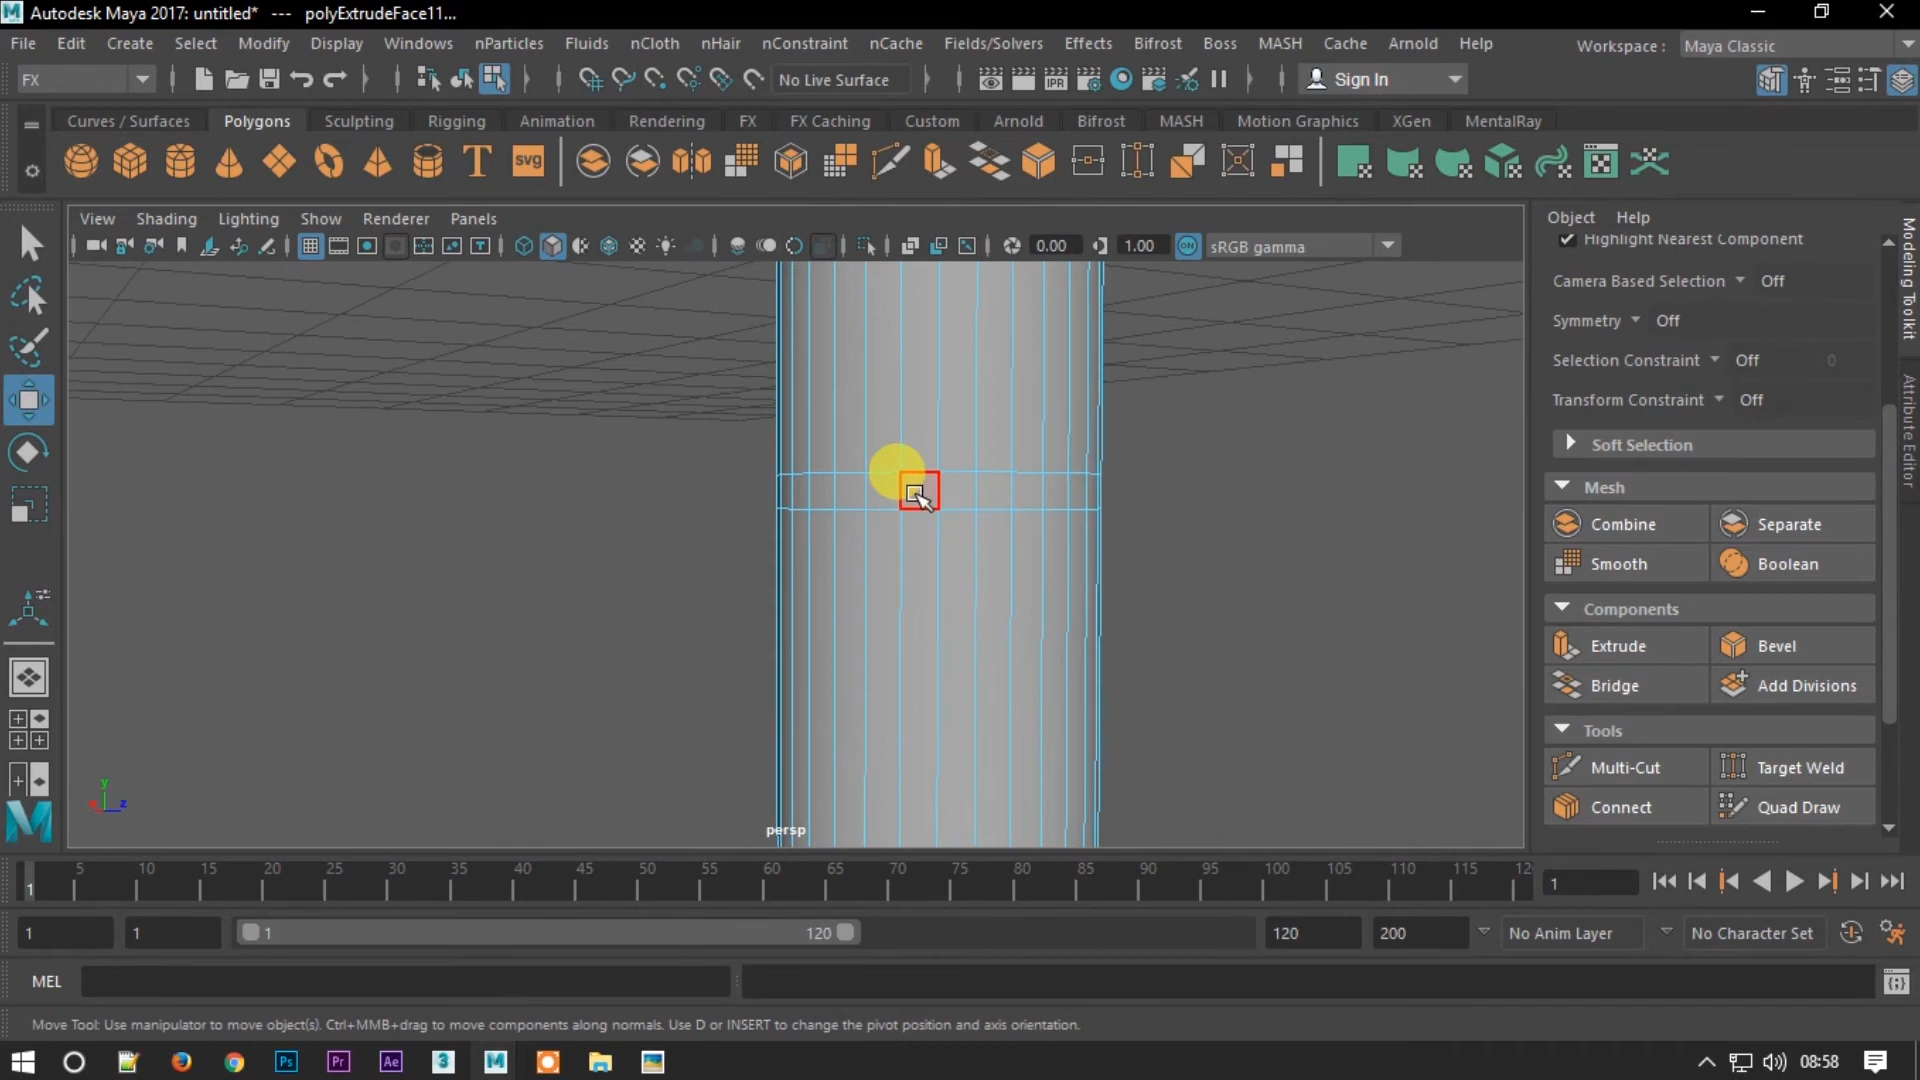 Autodesk Maya 2017: untitled* --- polyExtrudeFace11...
File Edit Create Select Modify Display Windows nParticles Fluids nCloth nHair nConstraint nCache Fields/Solvers Effects Bifrost Boss MASH Cache Arnold Help Workspace : Maya Classic
FX No Live Surface IPR Sign In
Curves / Surfaces Polygons Sculpting Rigging Animation Rendering FX FX Caching Custom Arnold Bifrost MASH Motion Graphics XGen MentalRay
T svg
View Shading Lighting Show Renderer Panels
0.00 1.00 ON sRGB gamma
Object Help
Highlight Nearest Component
Camera Based Selection Off
Symmetry Off
Selection Constraint Off 0
Transform Constraint Off
Soft Selection
Mesh
Combine Separate
Smooth Boolean
Components
Extrude Bevel
Bridge Add Divisions
Tools
Multi-Cut Target Weld
Connect Quad Draw
Modeling Toolkit
Attribute Editor
y
x z
persp
1 5 10 15 20 25 30 35 40 45 50 55 60 65 70 75 80 85 90 95 100 105 110 115 12
1
1 1 1 120 120 200 No Anim Layer No Character Set
MEL
Move Tool: Use manipulator to move object(s). Ctrl+MMB+drag to move components along normals. Use D or INSERT to change the pivot position and axis orientation.
Ps Pr Ae 3 M 08:58